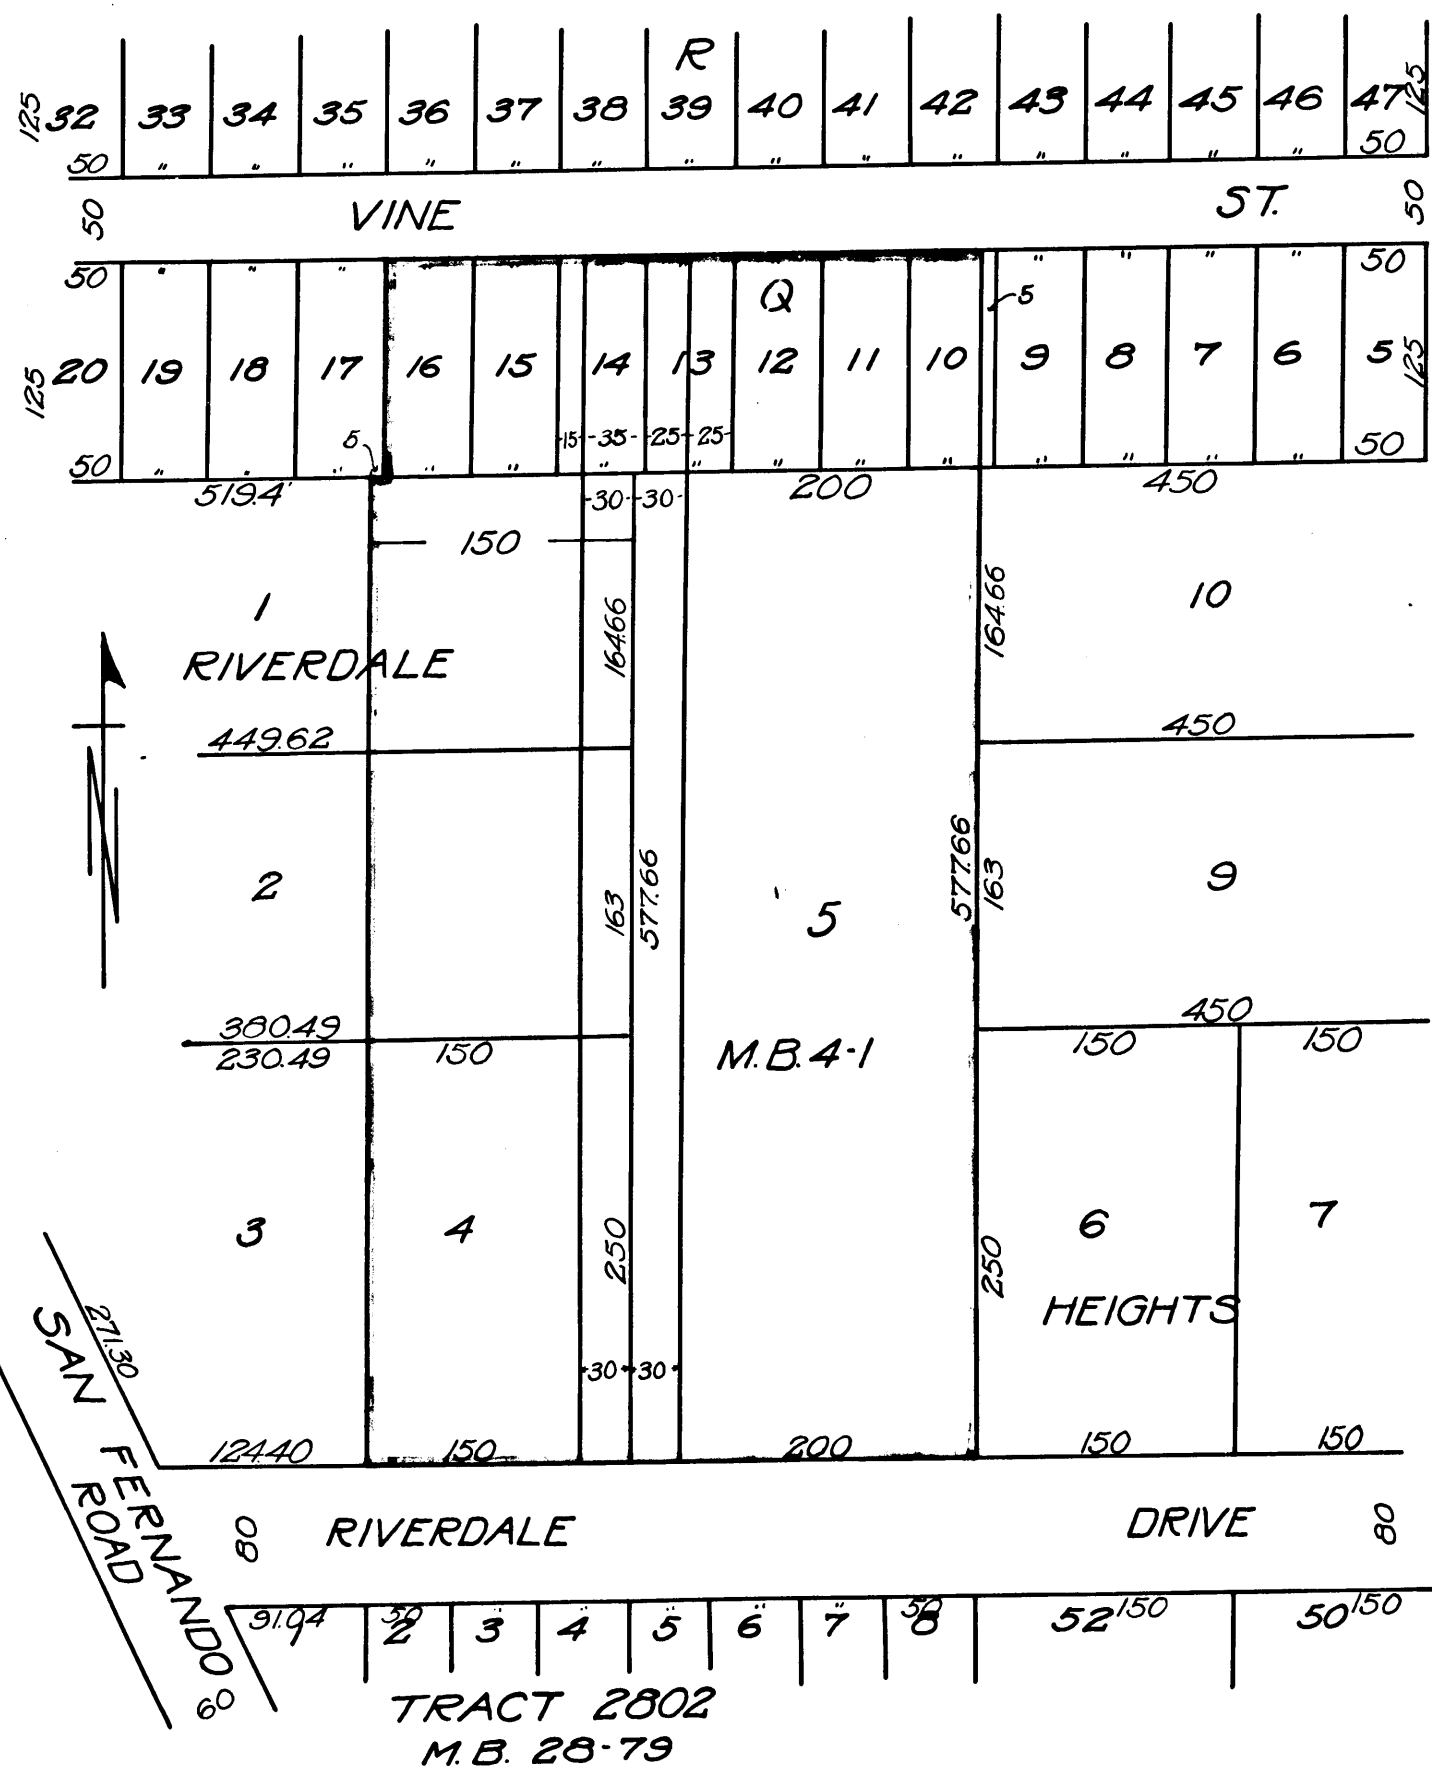 R
125 32 33 34 35 36 37 38 39 40 41 42 43 44 45 46 47 125
50 " " " " " " " " " " " " " " 50
50 VINE ST. 50
50 " " " " " " " 50
Q
5
125 20 19 18 17 16 15 14 13 12 11 10 9 8 7 6 5 125
5 15 35 25 25
50 " " " " " " " " " " " " 50
519.4' 30 30 200 450
150
1 164.66 164.66 10
RIVERDALE
449.62 450
2 163 577.66 5 577.66 163 9
380.49 450
230.49 150 M.B. 4-1 150 150
3 4 250 250 6 7
HEIGHTS
271.30
30 30
124.40 150 200 150 150
SAN FERNANDO
ROAD
60
80 RIVERDALE DRIVE 80
91.04 50 " " " " " 50 150 150
2 3 4 5 6 7 8 52 50
TRACT 2802
M.B. 28-79
N